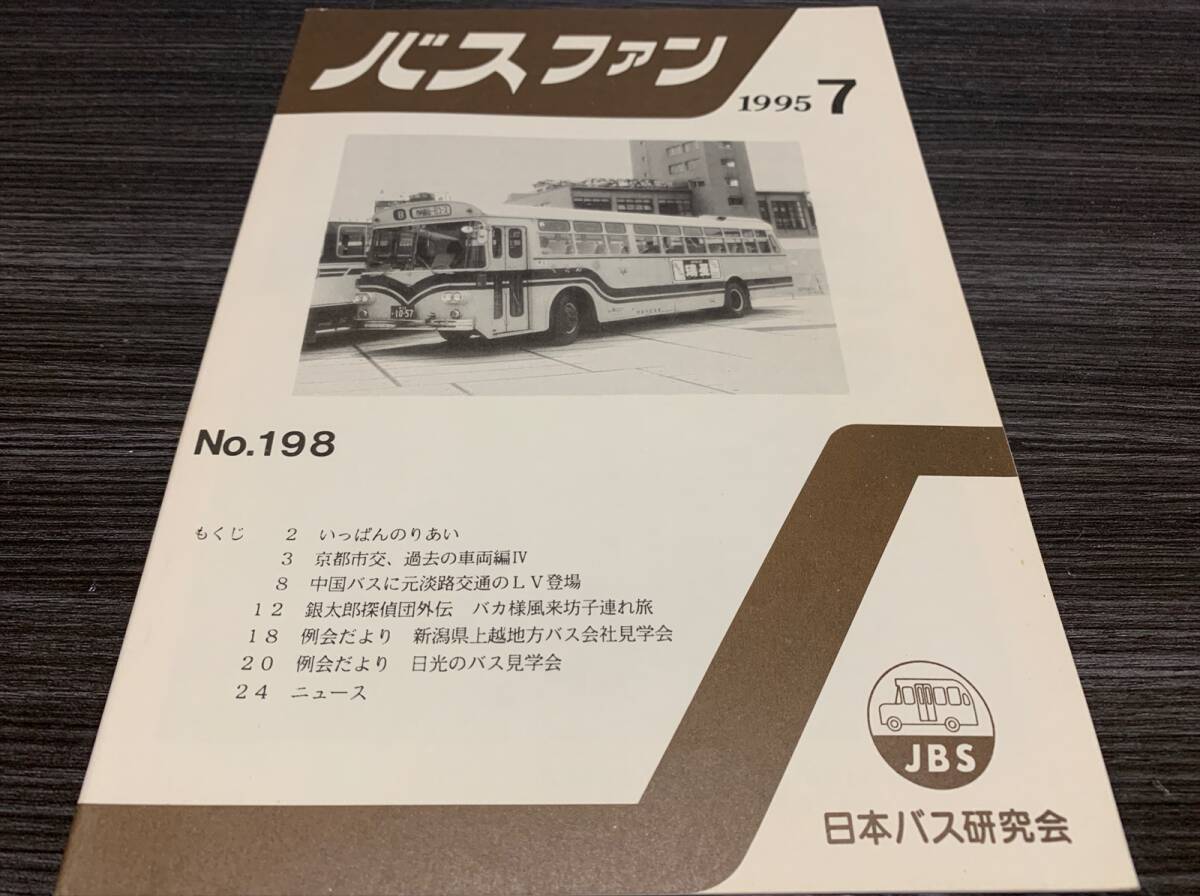 バスファン
1995 7
10-57
No.198
もくじ 2 いっぱんのりあい
3 京都市交、過去の車両編Ⅳ
8 中国バスに元淡路交通のLV登場
12 銀太郎探偵団外伝 バカ様風来坊子連れ旅
18 例会だより 新潟県上越地方バス会社見学会
20 例会だより 日光のバス見学会
24 ニュース
JBS
日本バス研究会